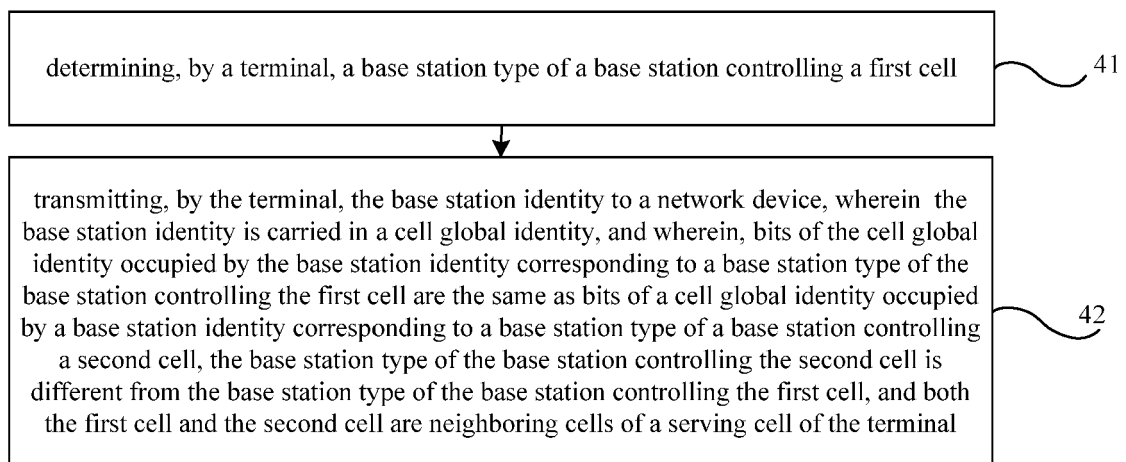 determining, by a terminal, a base station type of a base station controlling a first cell
41
transmitting, by the terminal, the base station identity to a network device, wherein the
base station identity is carried in a cell global identity, and wherein, bits of the cell global
identity occupied by the base station identity corresponding to a base station type of the
base station controlling the first cell are the same as bits of a cell global identity occupied
by a base station identity corresponding to a base station type of a base station controlling
a second cell, the base station type of the base station controlling the second cell is
different from the base station type of the base station controlling the first cell, and both
the first cell and the second cell are neighboring cells of a serving cell of the terminal
42